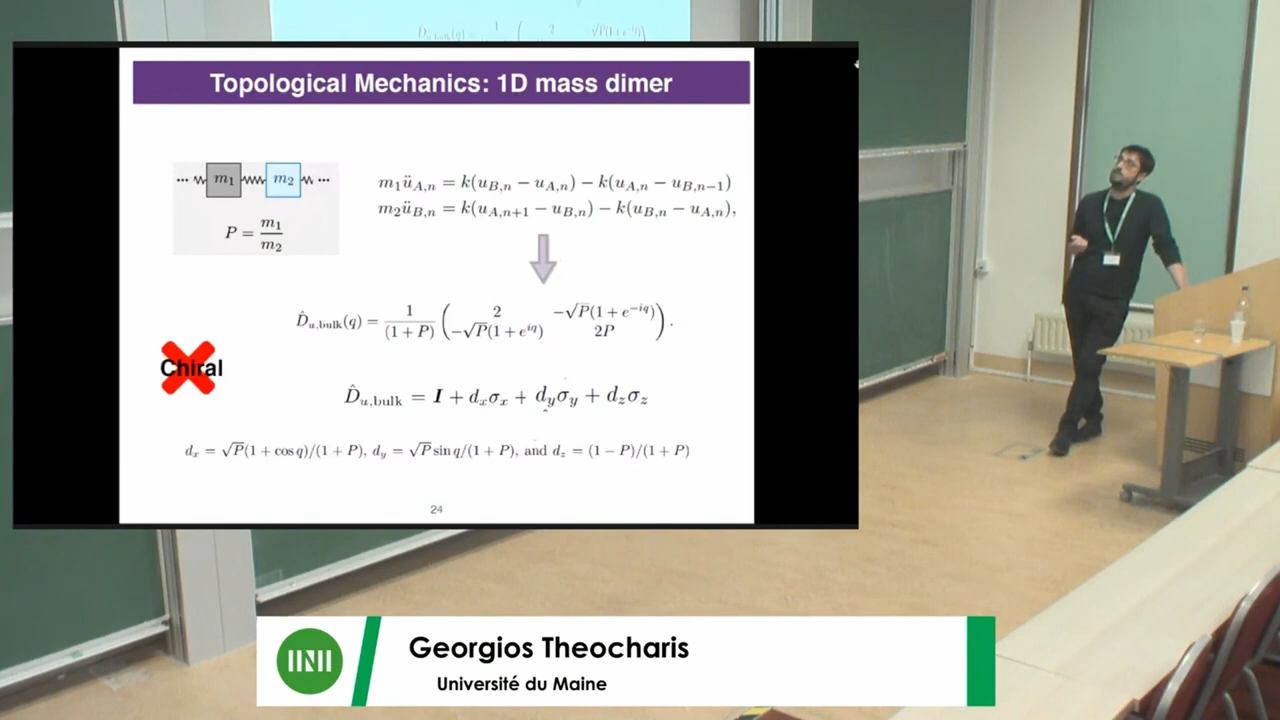 Topological Mechanics: 1D mass dimer
··· m₁ m₂ ···
P = m₁/m₂
m₁ü_{A,n} = k(u_{B,n} − u_{A,n}) − k(u_{A,n} − u_{B,n−1})
m₂ü_{B,n} = k(u_{A,n+1} − u_{B,n}) − k(u_{B,n} − u_{A,n}),
D̂_{u,bulk}(q) = 1/(1 + P) ( 2 −√P(1 + e^{−iq})
−√P(1 + e^{iq}) 2P ) .
Chiral
D̂_{u,bulk} = I + d_xσ_x + d_yσ_y + d_zσ_z
d_x = √P(1 + cos q)/(1 + P), d_y = √P sin q/(1 + P), and d_z = (1 − P)/(1 + P)
24
Georgios Theocharis
Université du Maine